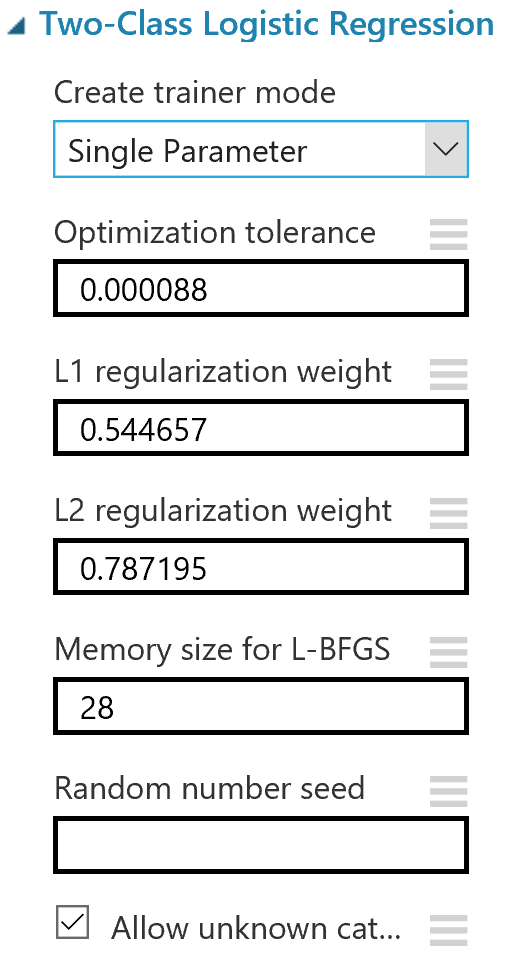 Two-Class Logistic Regression
Create trainer mode
Single Parameter
Optimization tolerance
0.000088
L1 regularization weight
0.544657
L2 regularization weight
0.787195
Memory size for L-BFGS
28
Random number seed
Allow unknown cat...